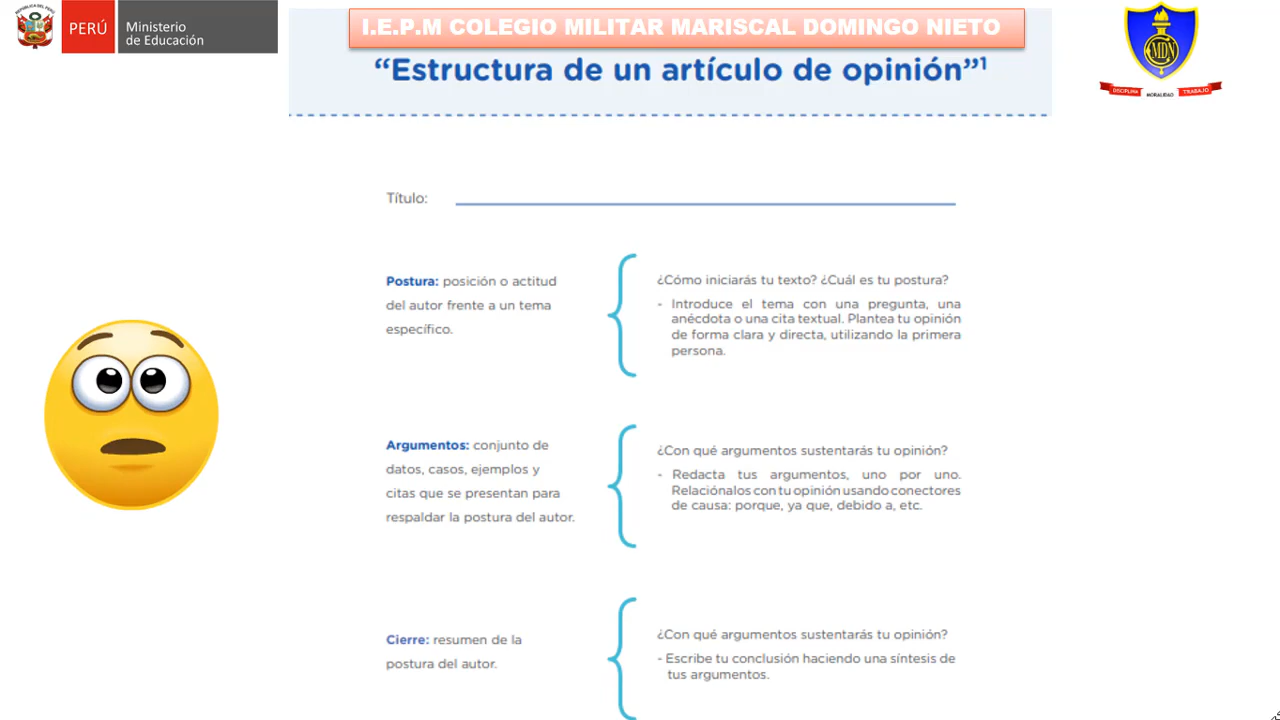 REPÚBLICA DEL PERÚ
PERÚ
Ministerio
de Educación
I.E.P.M COLEGIO MILITAR MARISCAL DOMINGO NIETO
“Estructura de un artículo de opinión”¹
MDN
DISCIPLINA
MORALIDAD
TRABAJO
Título:
Postura: posición o actitud
del autor frente a un tema
específico.
¿Cómo iniciarás tu texto? ¿Cuál es tu postura?
- Introduce el tema con una pregunta, una
anécdota o una cita textual. Plantea tu opinión
de forma clara y directa, utilizando la primera
persona.
Argumentos: conjunto de
datos, casos, ejemplos y
citas que se presentan para
respaldar la postura del autor.
¿Con qué argumentos sustentarás tu opinión?
- Redacta tus argumentos, uno por uno.
Relaciónalos con tu opinión usando conectores
de causa: porque, ya que, debido a, etc.
Cierre: resumen de la
postura del autor.
¿Con qué argumentos sustentarás tu opinión?
- Escribe tu conclusión haciendo una síntesis de
tus argumentos.